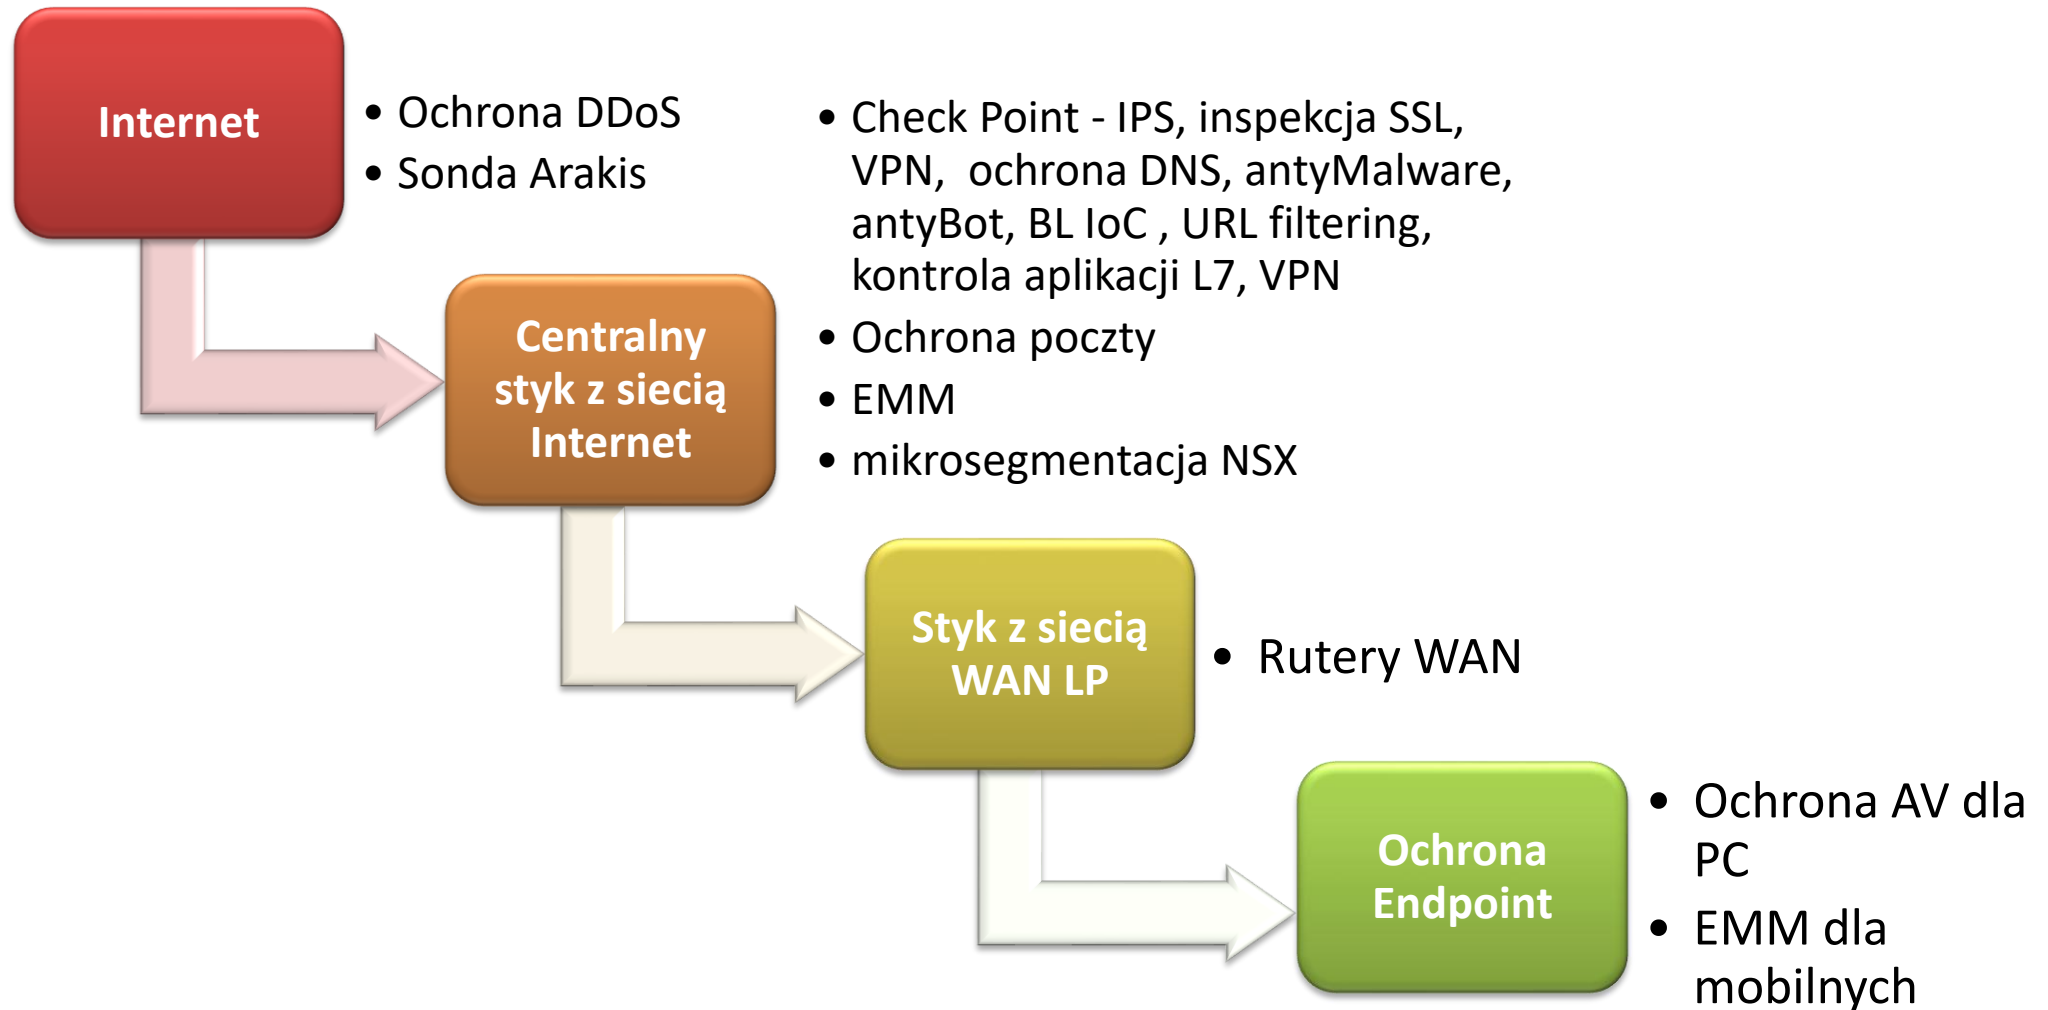 Internet
• Ochrona DDoS
• Sonda Arakis
Centralny
styk z siecią
Internet
• Check Point - IPS, inspekcja SSL,
VPN, ochrona DNS, antyMalware,
antyBot, BL IoC , URL filtering,
kontrola aplikacji L7, VPN
• Ochrona poczty
• EMM
• mikrosegmentacja NSX
Styk z siecią
WAN LP
• Rutery WAN
Ochrona
Endpoint
• Ochrona AV dla
PC
• EMM dla
mobilnych